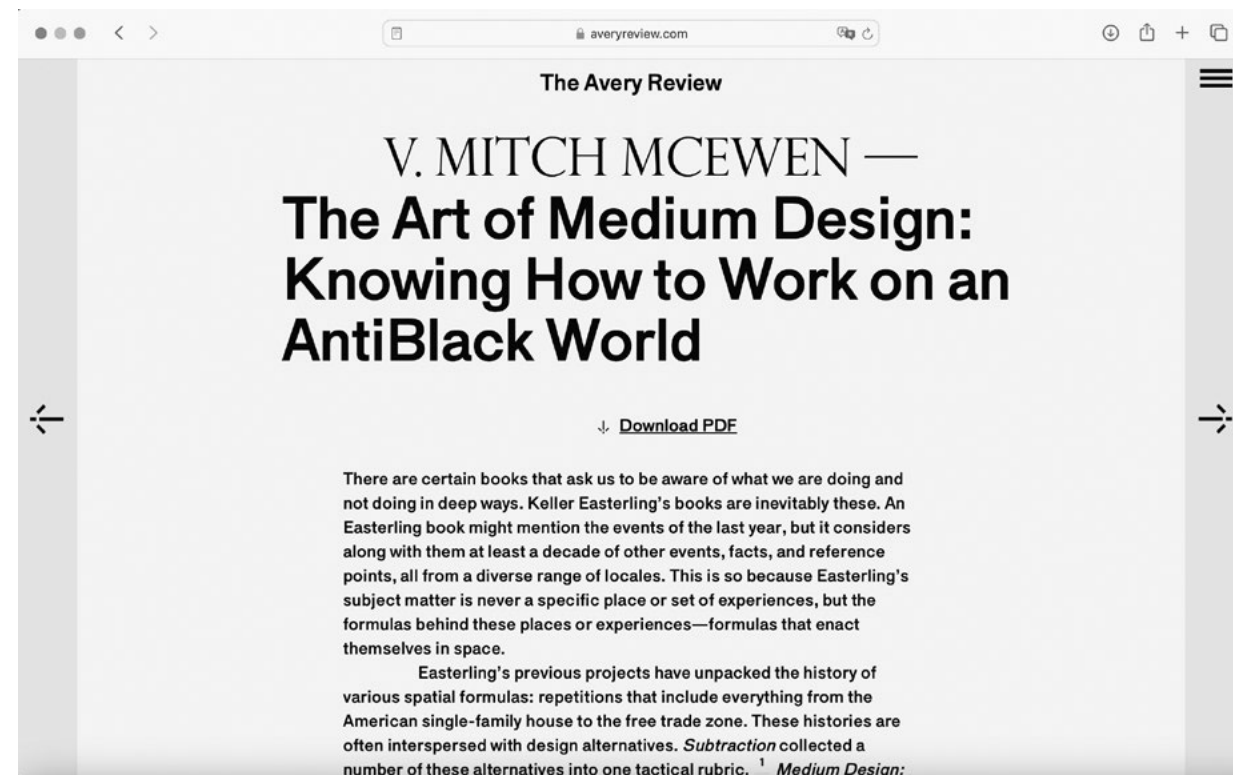 averyreview.com
The Avery Review
V. MITCH MCEWEN —
The Art of Medium Design:
Knowing How to Work on an
AntiBlack World
Download PDF
There are certain books that ask us to be aware of what we are doing and
not doing in deep ways. Keller Easterling's books are inevitably these. An
Easterling book might mention the events of the last year, but it considers
along with them at least a decade of other events, facts, and reference
points, all from a diverse range of locales. This is so because Easterling's
subject matter is never a specific place or set of experiences, but the
formulas behind these places or experiences—formulas that enact
themselves in space.
Easterling's previous projects have unpacked the history of
various spatial formulas: repetitions that include everything from the
American single-family house to the free trade zone. These histories are
often interspersed with design alternatives. Subtraction collected a
number of these alternatives into one tactical rubric. 1 Medium Design: